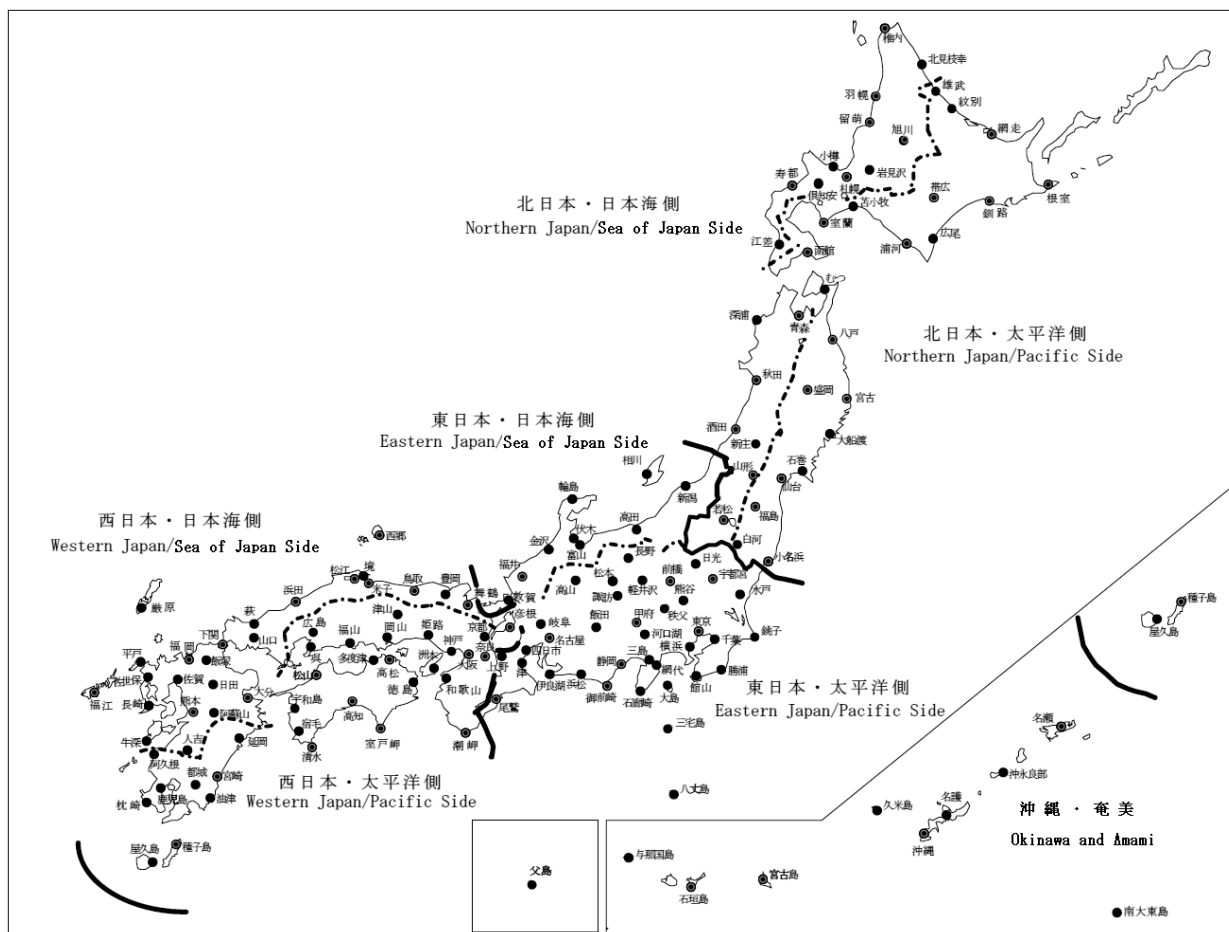 稚内
北見枝幸
雄武
羽幌
紋別
留萌
旭川
網走
小樽
寿都
岩見沢
札幌
倶知安
帯広
根室
苫小牧
釧路
室蘭
江差
浦河
広尾
函館
北日本・日本海側
Northern Japan/Sea of Japan Side
む
深浦
青森
八戸
北日本・太平洋側
Northern Japan/Pacific Side
秋田
盛岡
宮古
酒田
新庄
大船渡
山形
石巻
仙台
東日本・日本海側
Eastern Japan/Sea of Japan Side
相川
新潟
輪島
福島
若松
白河
小名浜
高田
伏木
富山
金沢
長野
日光
福井
西日本・日本海側
Western Japan/Sea of Japan Side
西郷
松江
境
米子
鳥取
豊岡
舞鶴
敦賀
彦根
高山
松本
諏訪
軽井沢
前橋
熊谷
宇都宮
水戸
浜田
津山
厳原
萩
広島
福山
岡山
姫路
神戸
京都
奈良
岐阜
名古屋
飯田
甲府
秩父
東京
河口湖
千葉
銚子
横浜
下関
山口
福岡
飯塚
呉
多度津
高松
洲本
大阪
上野
四日市
津
静岡
三島
網代
平戸
佐世保
佐賀
日田
大分
松山
徳島
和歌山
伊良湖
浜松
御前崎
石廊崎
大島
館山
勝浦
福江
長崎
熊本
阿蘇山
宇和島
高知
尾鷲
東日本・太平洋側
Eastern Japan/Pacific Side
三宅島
牛深
人吉
延岡
宿毛
清水
室戸岬
潮岬
阿久根
都城
宮崎
西日本・太平洋側
Western Japan/Pacific Side
八丈島
枕崎
鹿児島
油津
屋久島
種子島
父島
種子島
屋久島
名瀬
沖永良部
久米島
名護
沖縄・奄美
Okinawa and Amami
沖縄
与那国島
石垣島
宮古島
南大東島